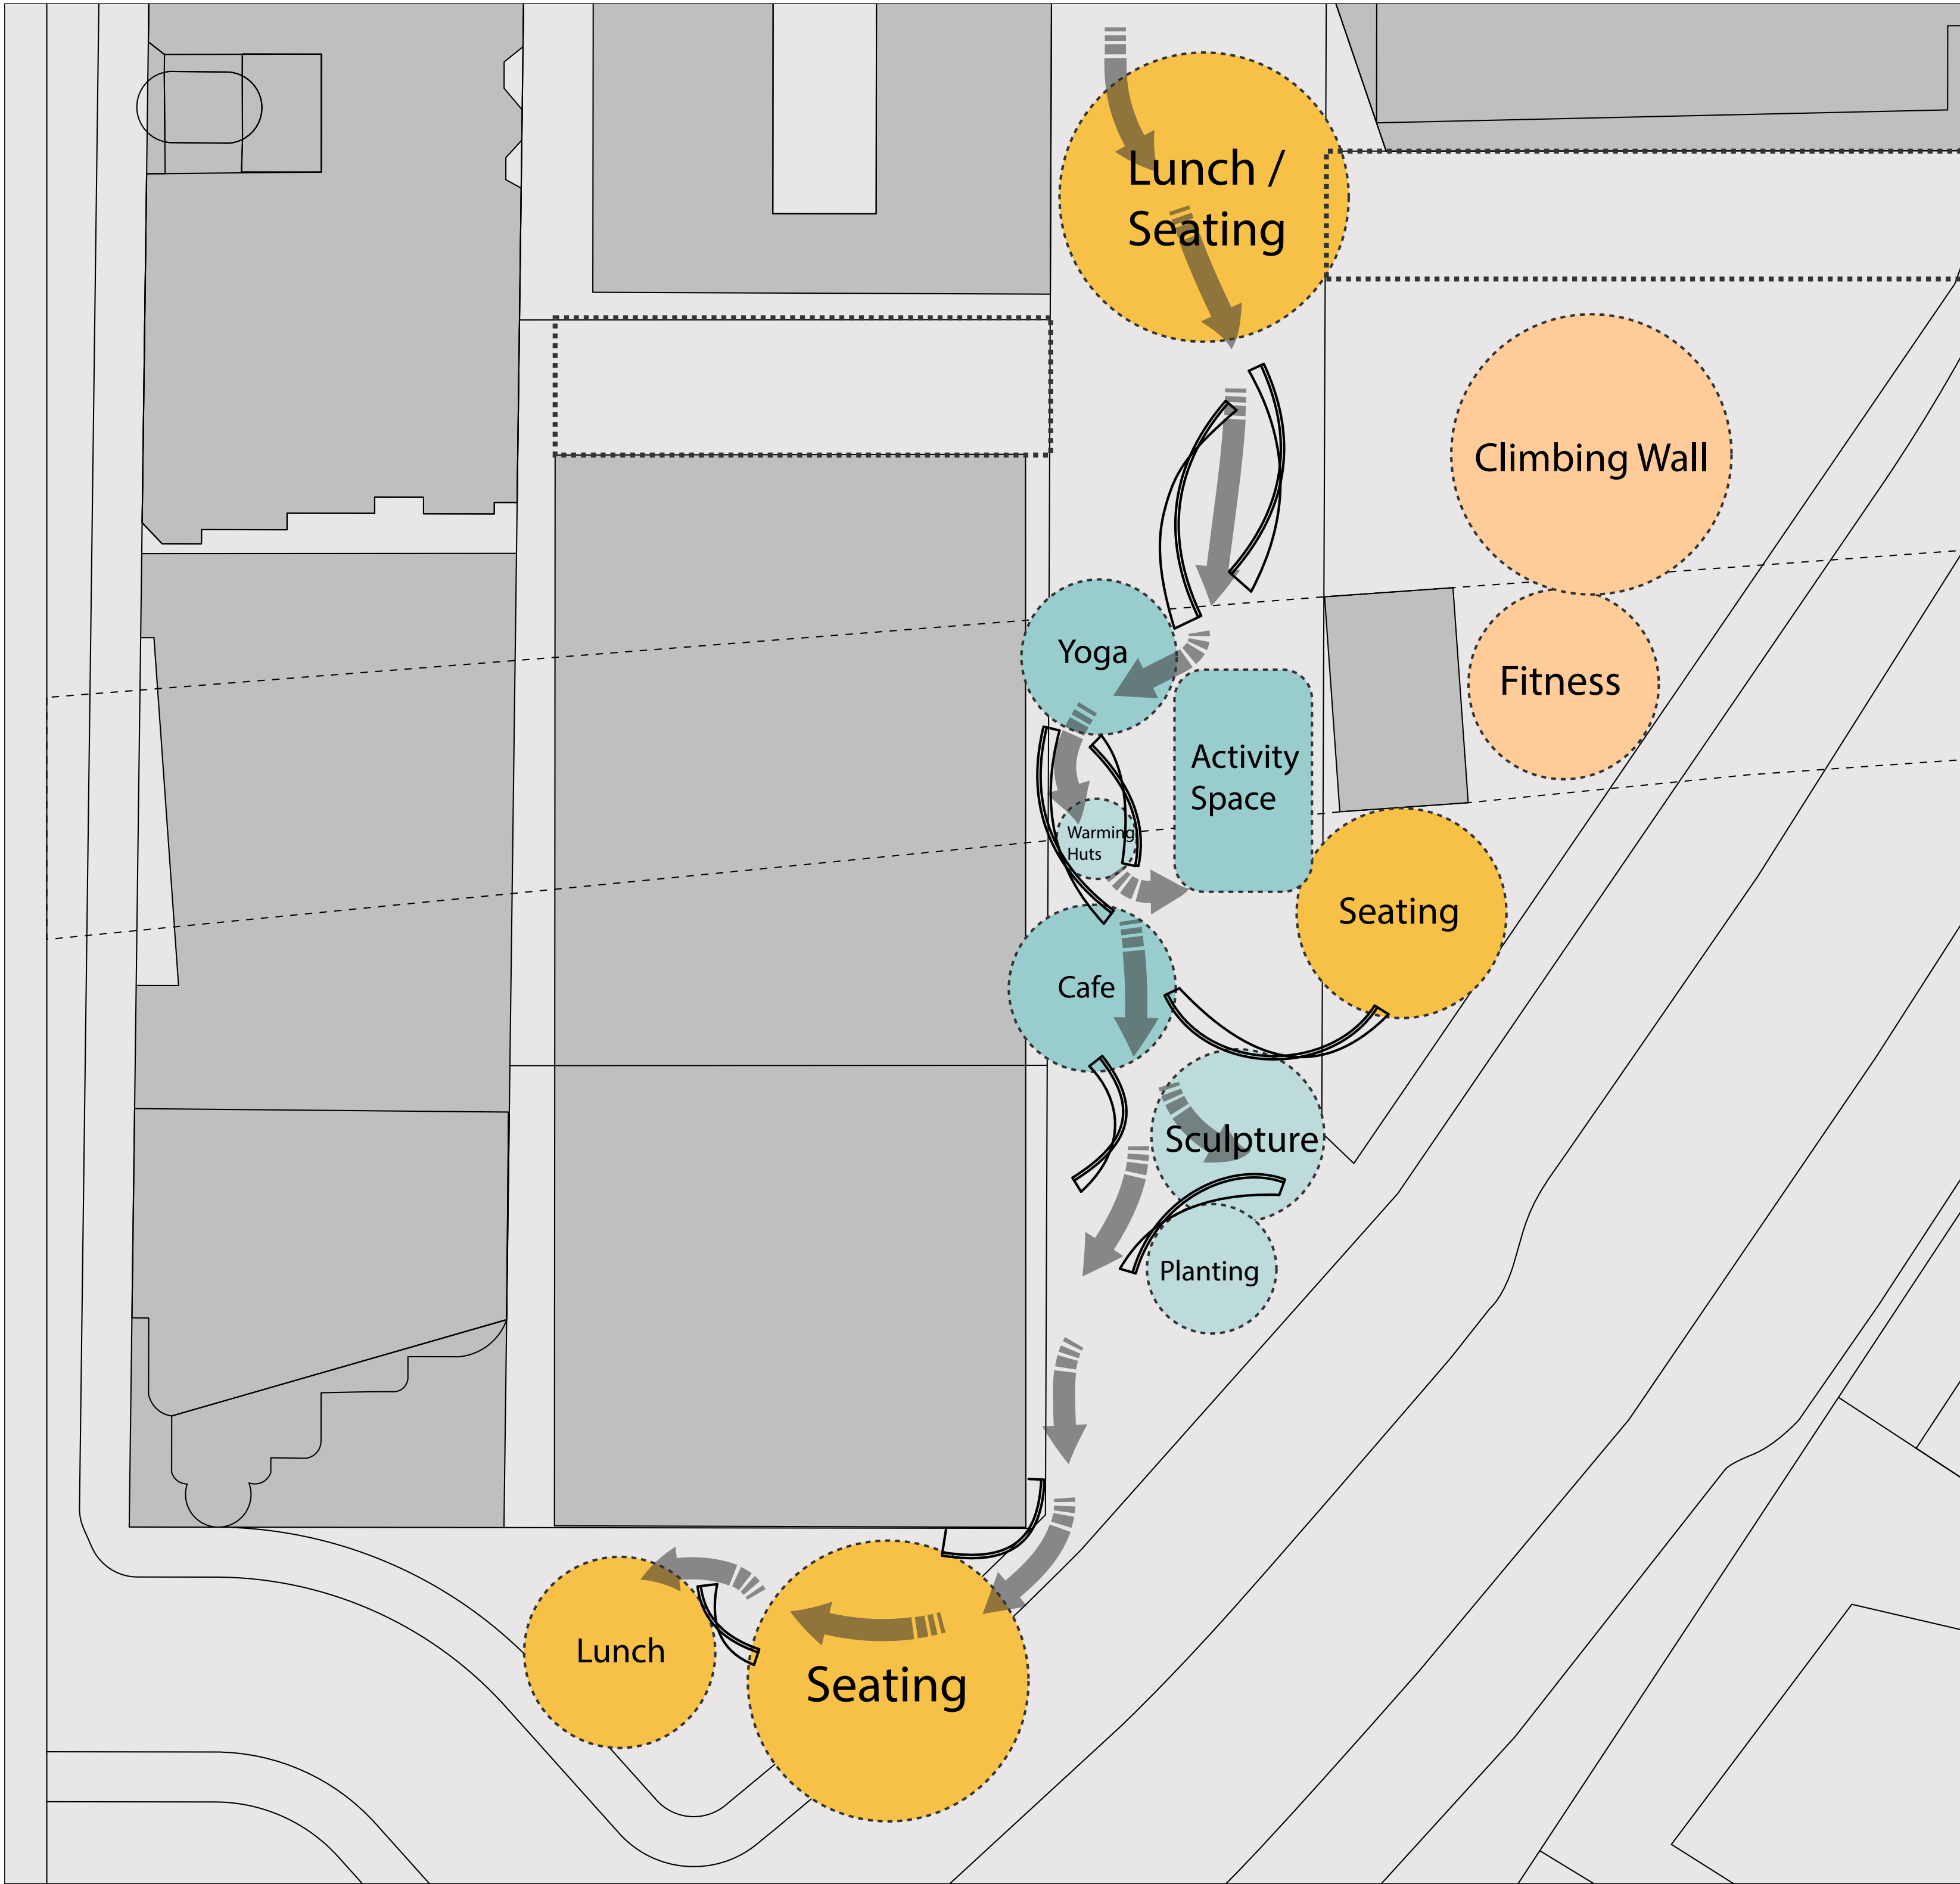 Lunch /
Seating
Climbing Wall
Yoga
Fitness
Activity
Space
Warming
Huts
Seating
Cafe
Sculpture
Planting
Lunch
Seating